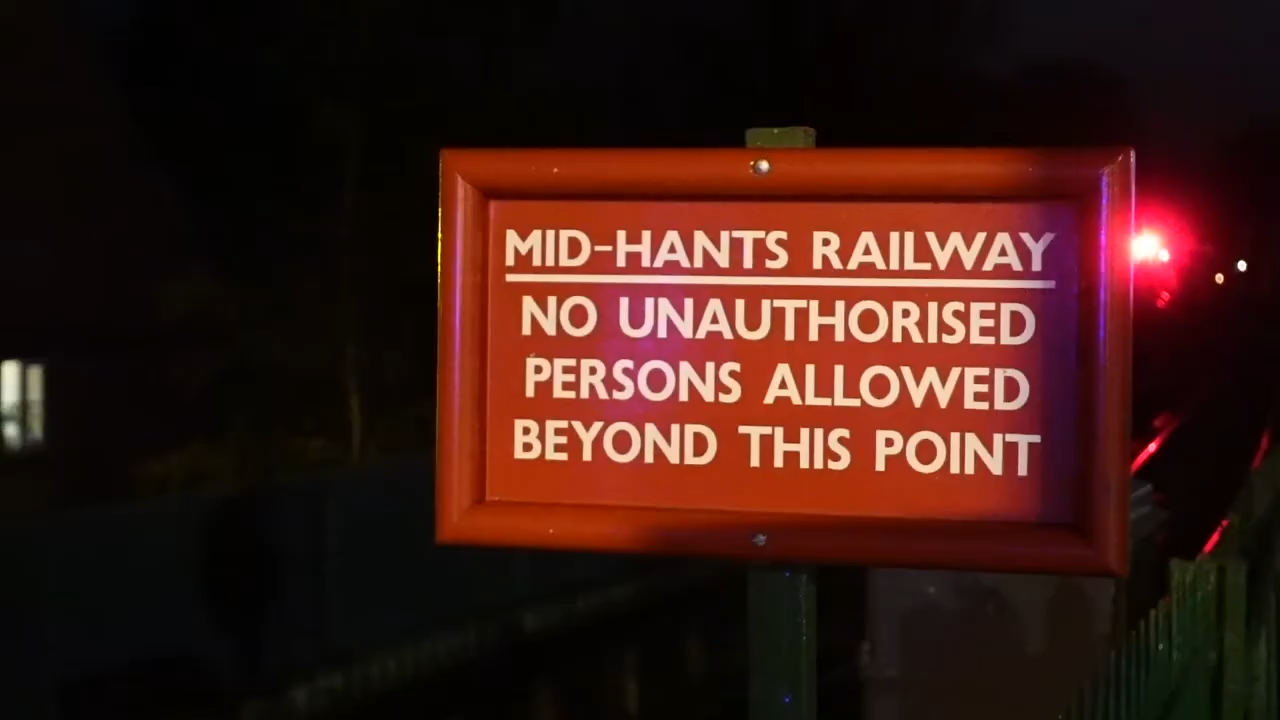 MID-HANTS RAILWAY
NO UNAUTHORISED
PERSONS ALLOWED
BEYOND THIS POINT